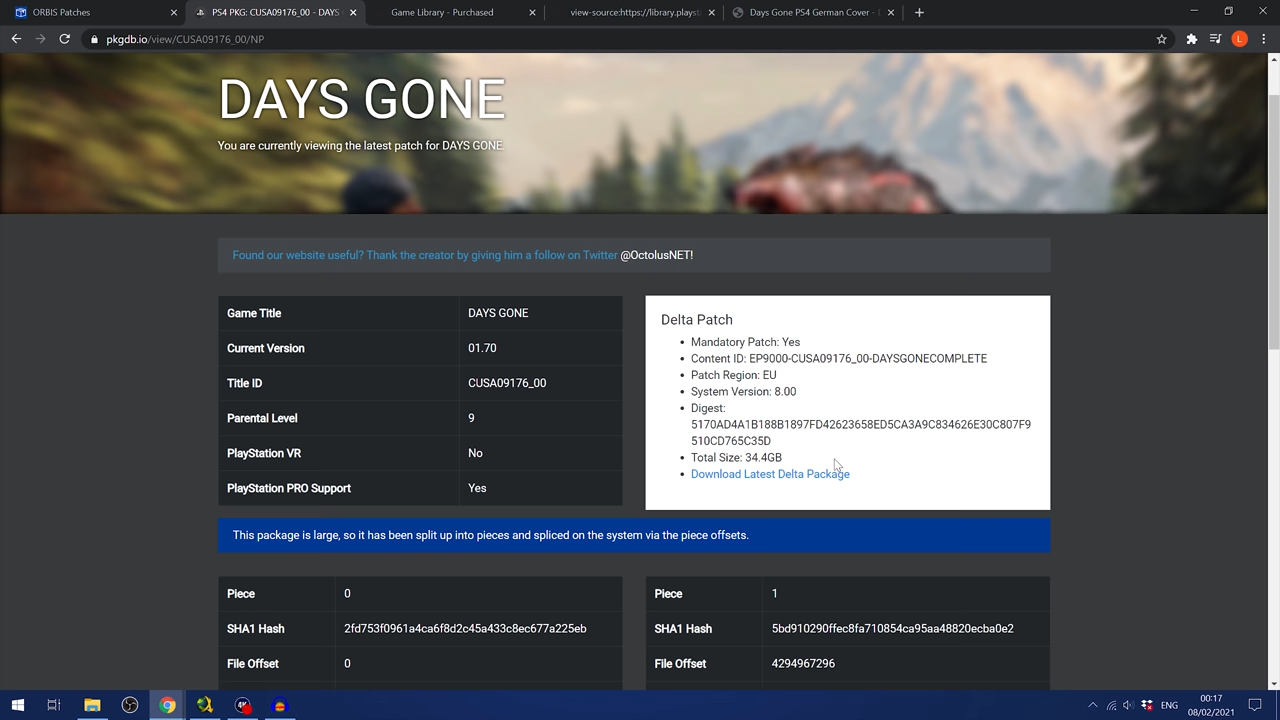 ORBIS Patches
PS4 PKG: CUSA09176_00 - DAYS
Game Library - Purchased
view-source:https://library.playst
Days Gone PS4 German Cover - D
pkgdb.io/view/CUSA09176_00/NP
L
DAYS GONE
You are currently viewing the latest patch for DAYS GONE.
Found our website useful? Thank the creator by giving him a follow on Twitter @OctolusNET!
Game Title DAYS GONE
Current Version 01.70
Title ID CUSA09176_00
Parental Level 9
PlayStation VR No
PlayStation PRO Support Yes
Delta Patch
Mandatory Patch: Yes
Content ID: EP9000-CUSA09176_00-DAYSGONECOMPLETE
Patch Region: EU
System Version: 8.00
Digest:
5170AD4A1B188B1897FD42623658ED5CA3A9C834626E30C807F9
510CD765C35D
Total Size: 34.4GB
Download Latest Delta Package
This package is large, so it has been split up into pieces and spliced on the system via the piece offsets.
Piece 0
SHA1 Hash 2fd753f0961a4ca6f8d2c45a433c8ec677a225eb
File Offset 0
Piece 1
SHA1 Hash 5bd910290ffec8fa710854ca95aa48820ecba0e2
File Offset 4294967296
ENG
00:17
08/02/2021